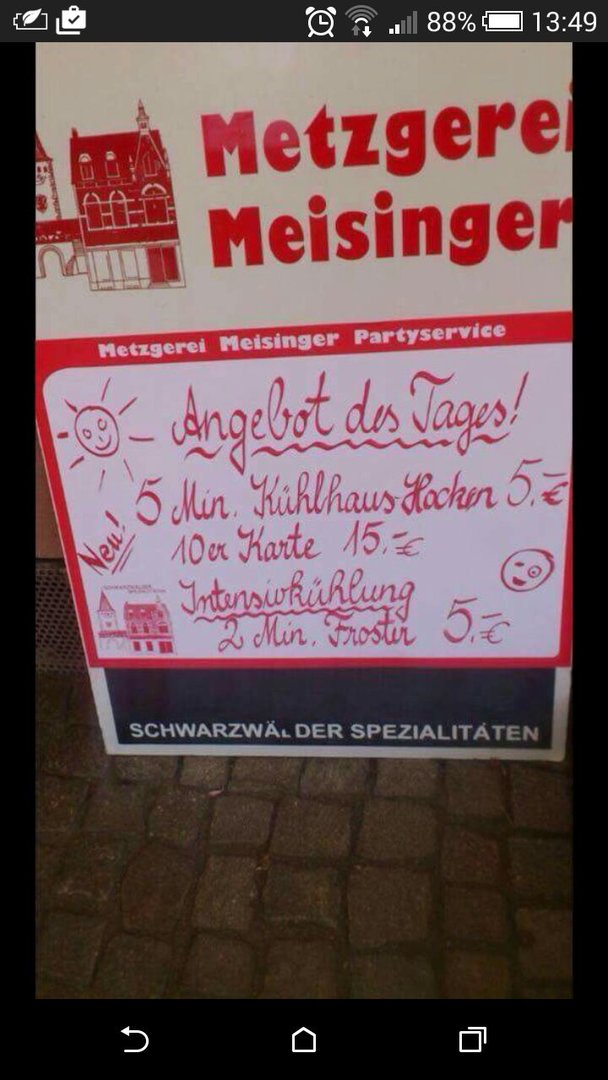 88% 13:49
Metzgerei
Meisinger
Metzgerei Meisinger Partyservice
Angebot des Tages!
5 Min. Kühlhaus-Hocken 5.-€
Neu!
10er Karte 15.-€
Intensivkühlung
2 Min. Froster 5.-€
SCHWARZWÄLDER SPEZIALITÄTEN